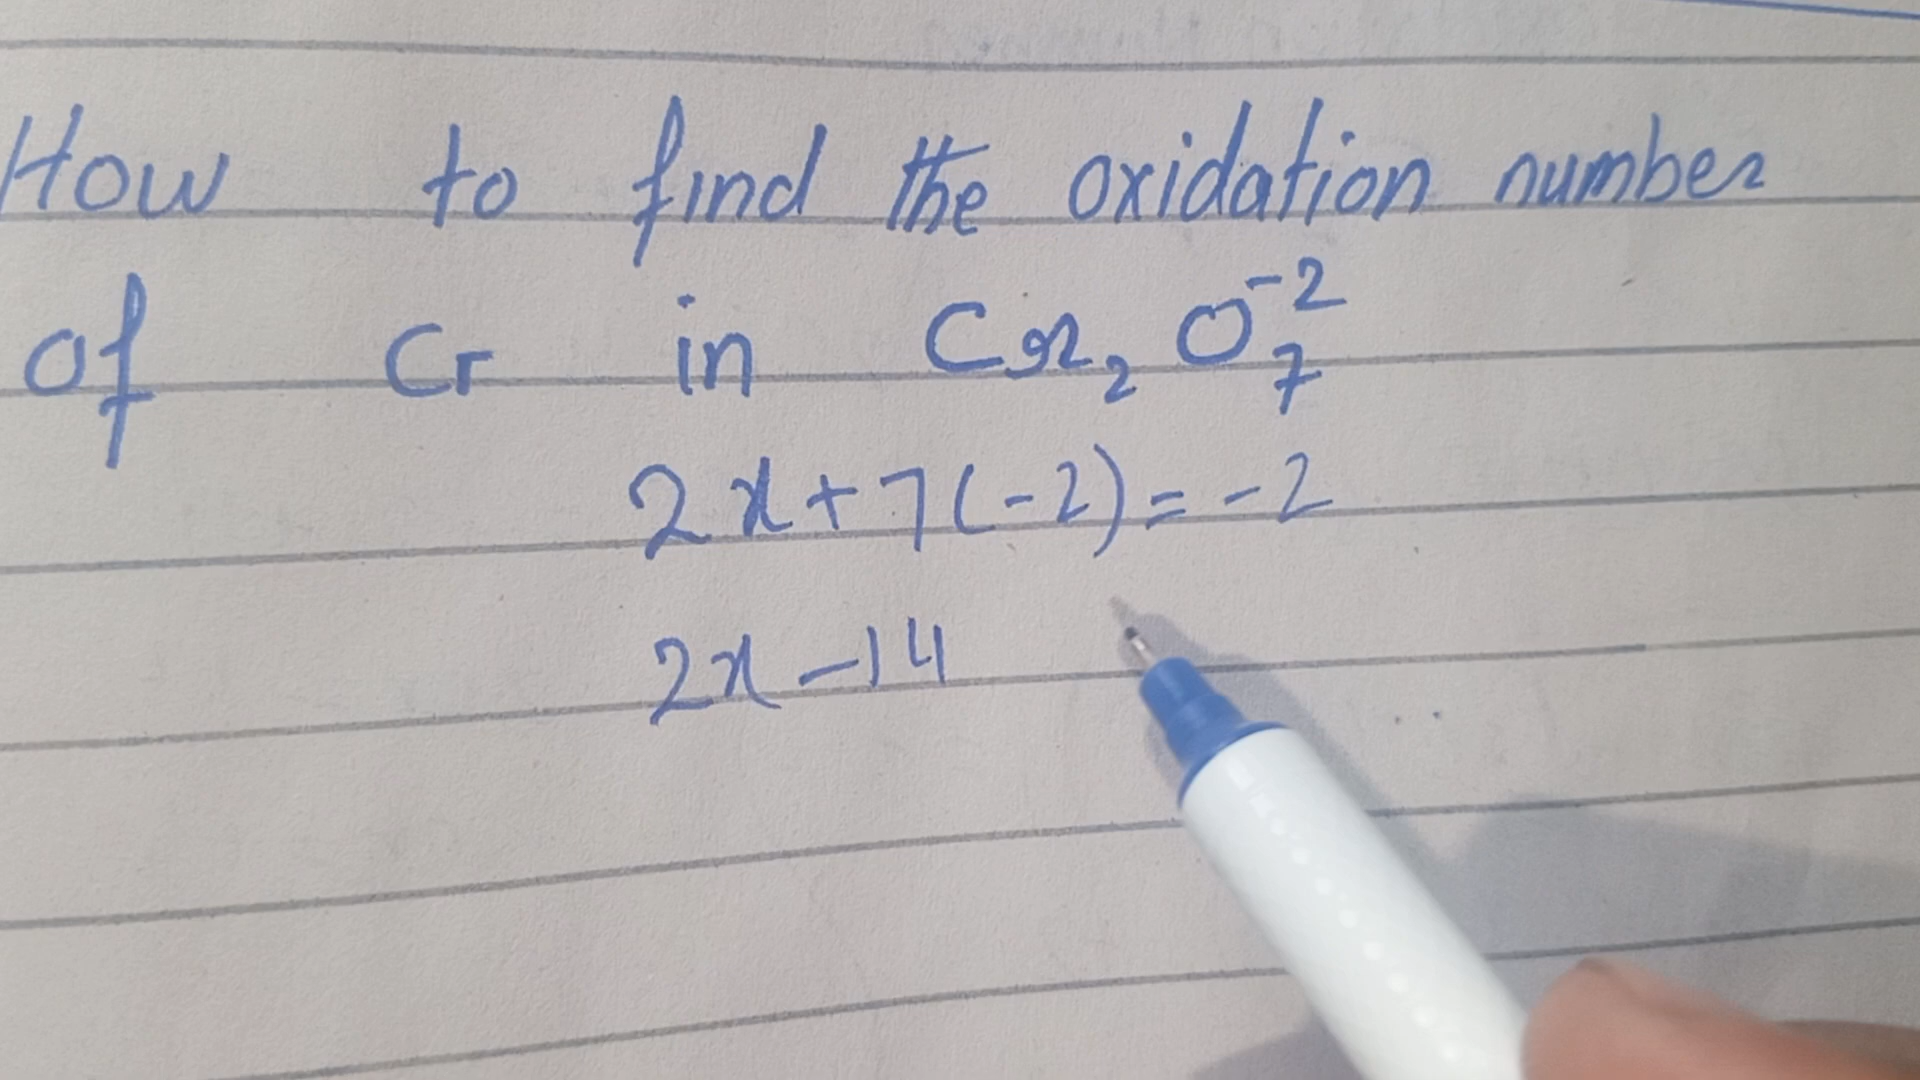 How to find the oxidation number
of Cr in Cr₂O₇⁻²
2x+7(-2)=-2
2x-14